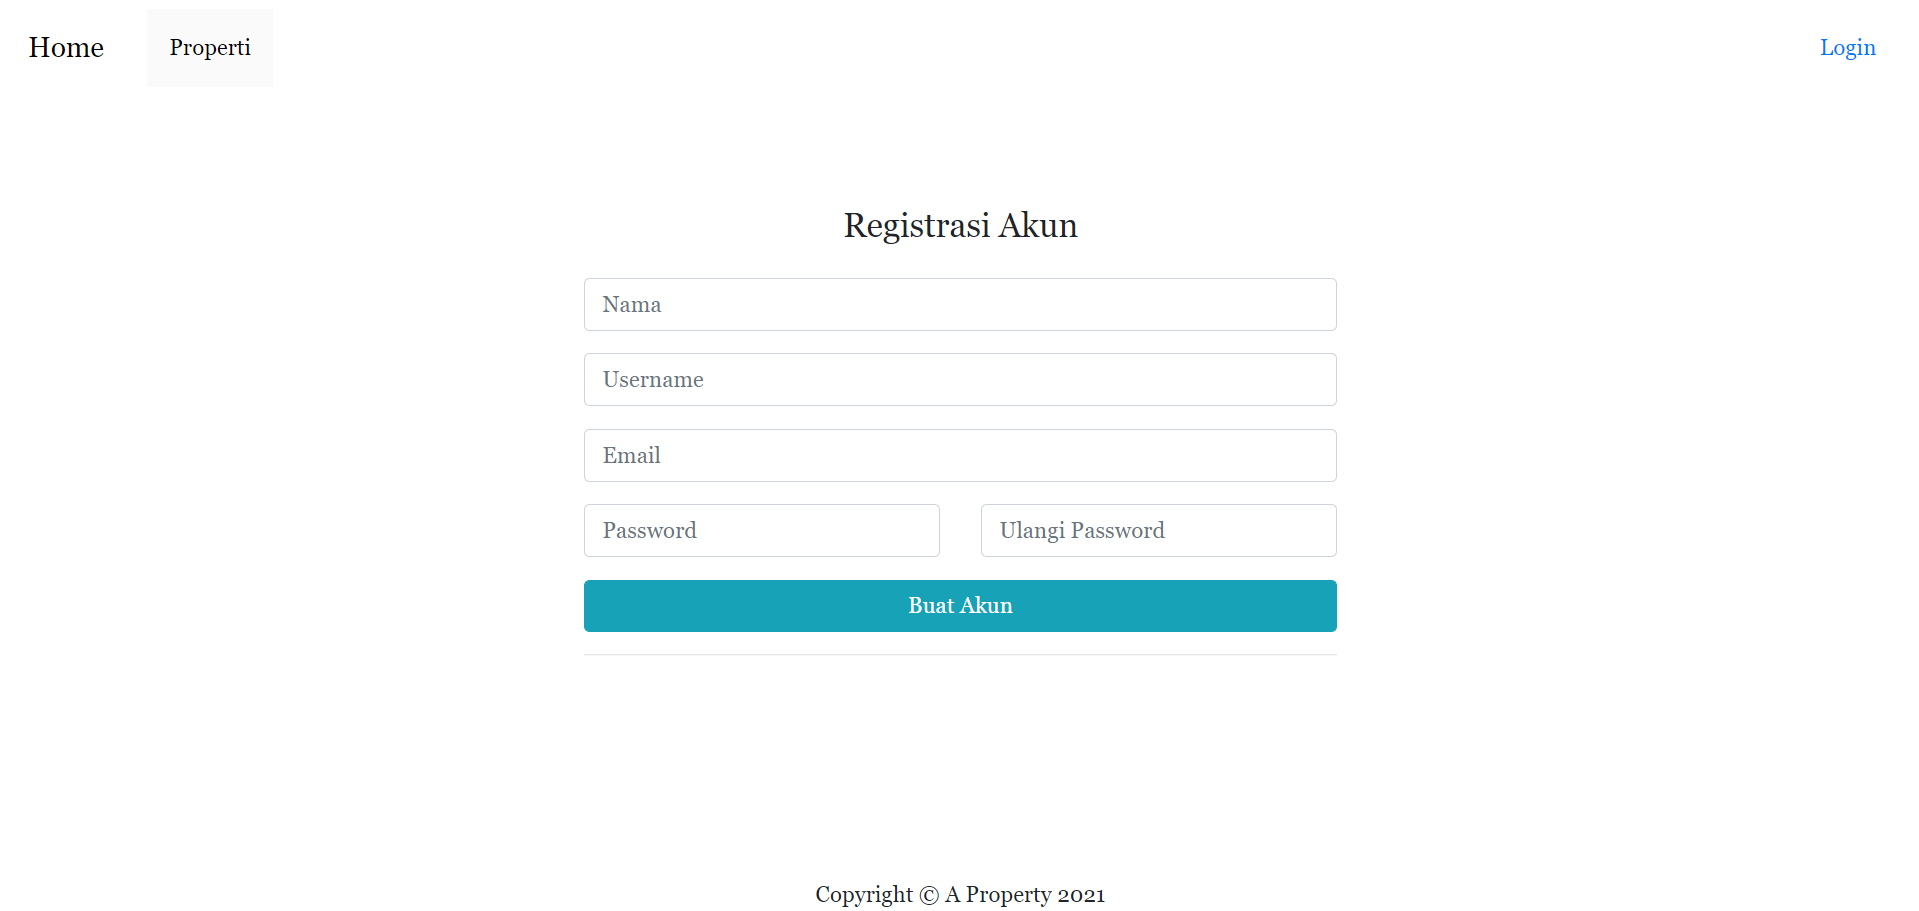 Home Properti Login
Registrasi Akun
Nama
Username
Email
Password Ulangi Password
Buat Akun
Copyright © A Property 2021